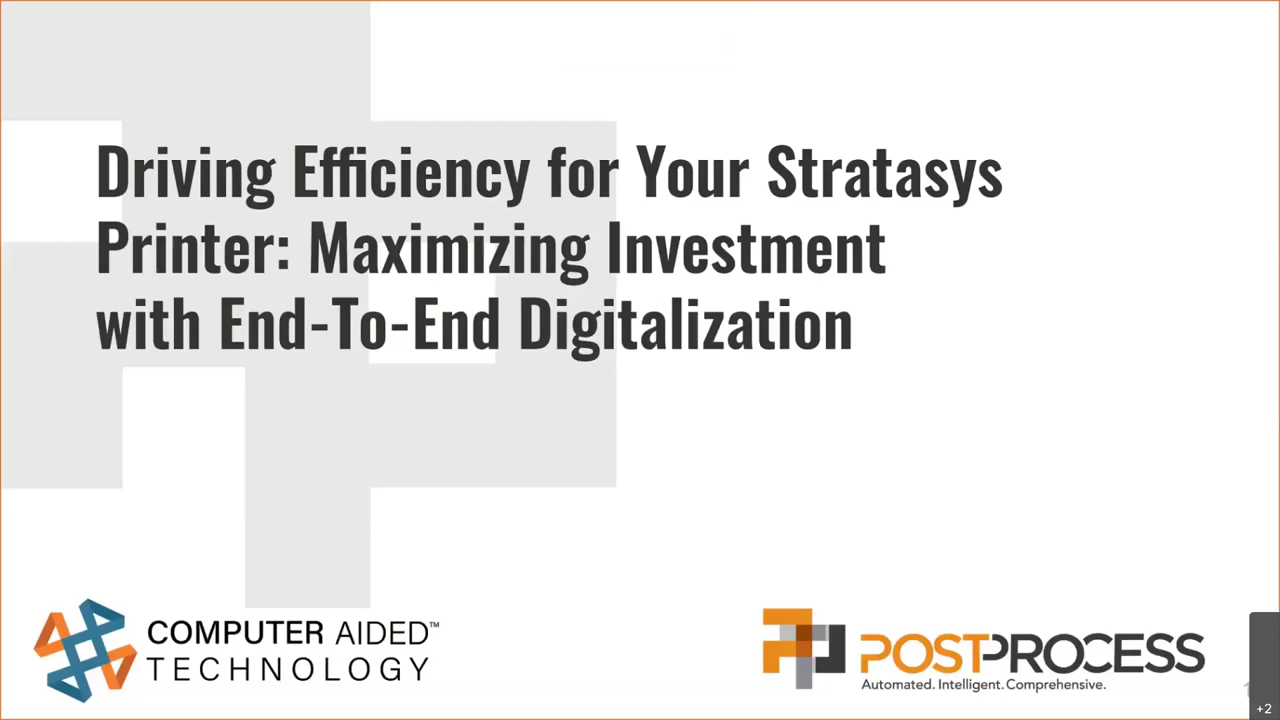 Driving Efficiency for Your Stratasys
Printer: Maximizing Investment
with End-To-End Digitalization
COMPUTER AIDED™
TECHNOLOGY
POSTPROCESS
Automated. Intelligent. Comprehensive.
+2